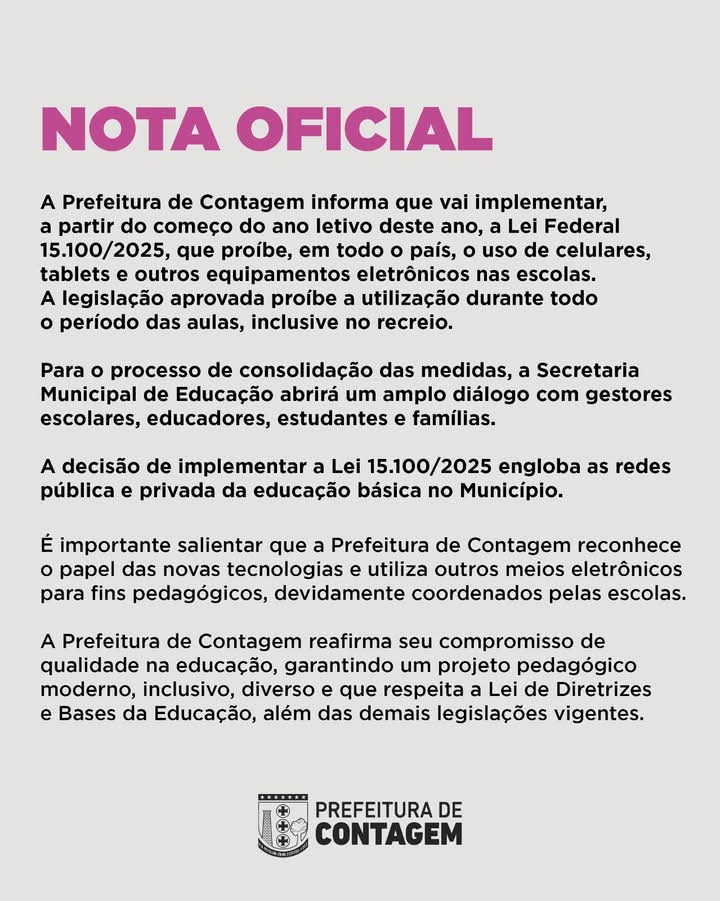 NOTA OFICIAL
A Prefeitura de Contagem informa que vai implementar,
a partir do começo do ano letivo deste ano, a Lei Federal
15.100/2025, que proíbe, em todo o país, o uso de celulares,
tablets e outros equipamentos eletrônicos nas escolas.
A legislação aprovada proíbe a utilização durante todo
o período das aulas, inclusive no recreio.
Para o processo de consolidação das medidas, a Secretaria
Municipal de Educação abrirá um amplo diálogo com gestores
escolares, educadores, estudantes e famílias.
A decisão de implementar a Lei 15.100/2025 engloba as redes
pública e privada da educação básica no Município.
É importante salientar que a Prefeitura de Contagem reconhece
o papel das novas tecnologias e utiliza outros meios eletrônicos
para fins pedagógicos, devidamente coordenados pelas escolas.
A Prefeitura de Contagem reafirma seu compromisso de
qualidade na educação, garantindo um projeto pedagógico
moderno, inclusivo, diverso e que respeita a Lei de Diretrizes
e Bases da Educação, além das demais legislações vigentes.
PREFEITURA DE
CONTAGEM